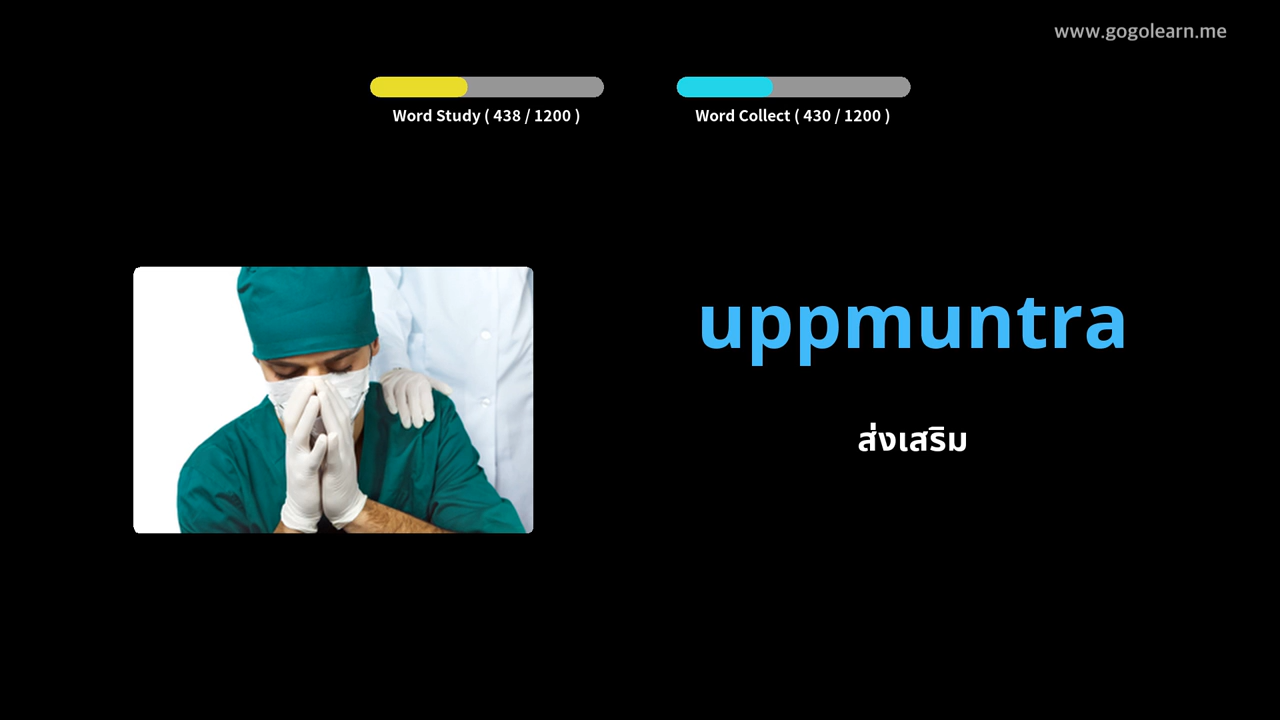 www.gogolearn.me
Word Study ( 438 / 1200 )
Word Collect ( 430 / 1200 )
uppmuntra
ส่งเสริม